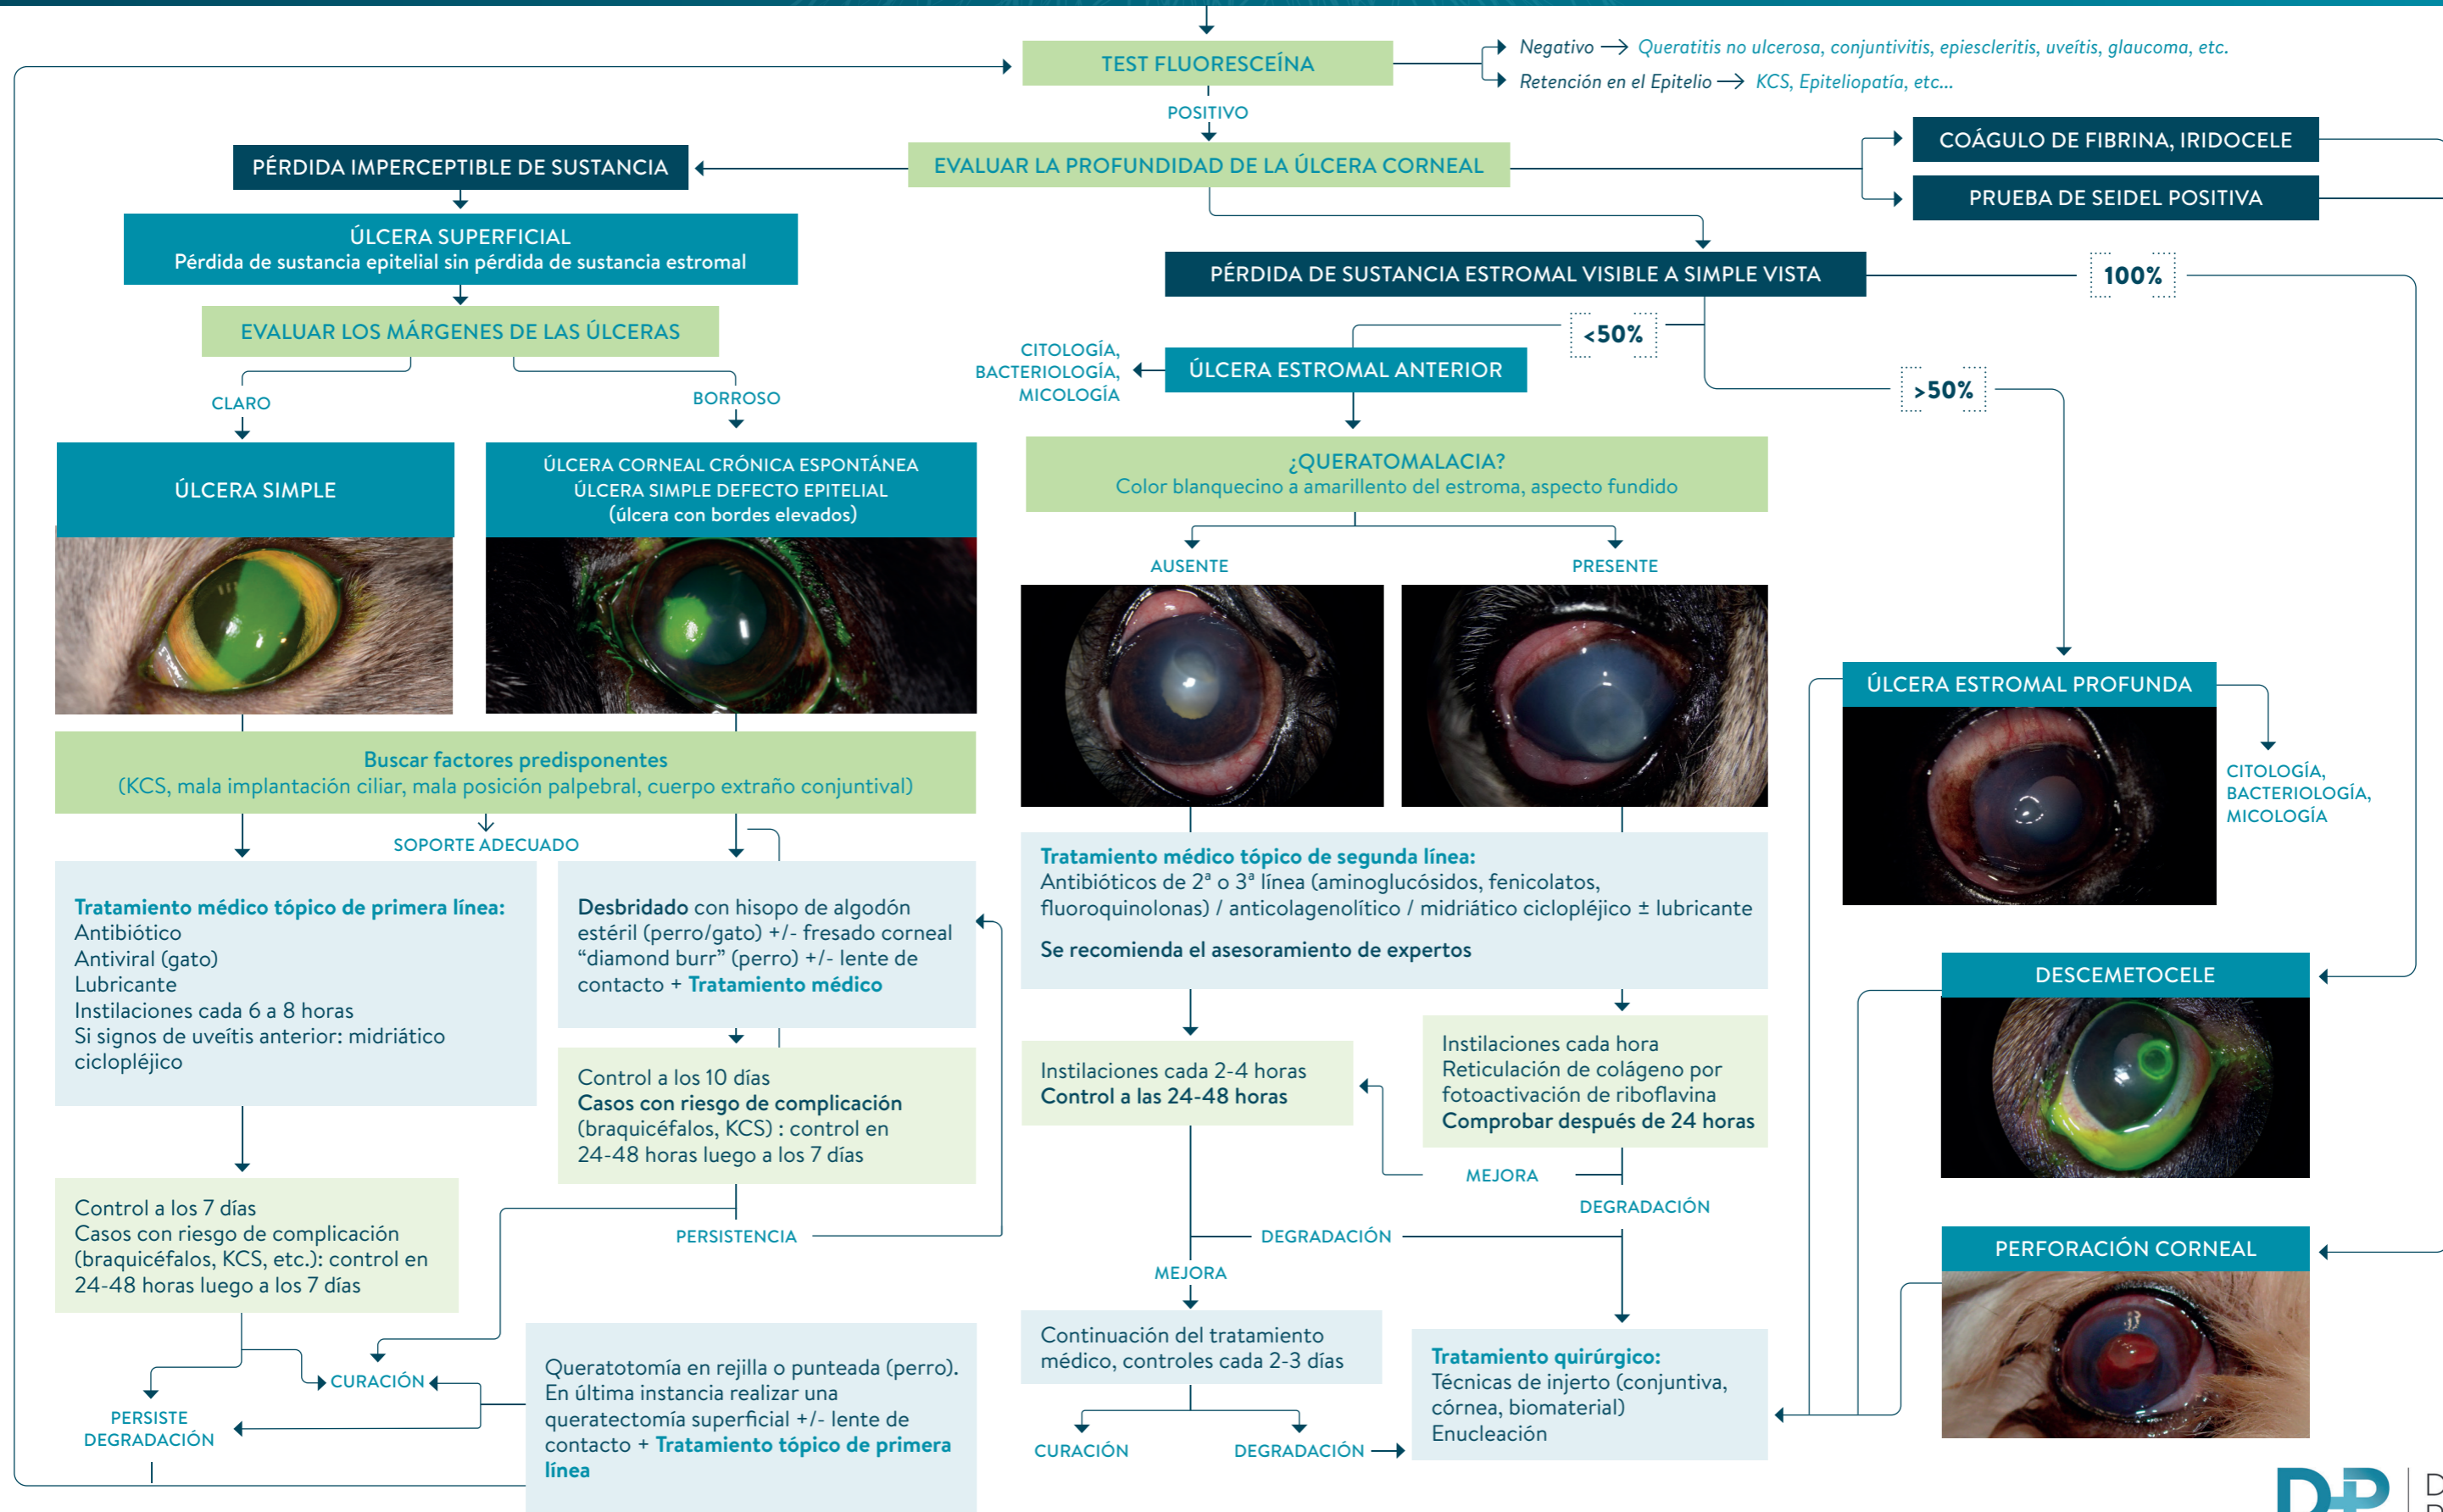 TEST FLUORESCEÍNA
Negativo → Queratitis no ulcerosa, conjuntivitis, epiescleritis, uveítis, glaucoma, etc.
Retención en el Epitelio → KCS, Epiteliopatía, etc...
POSITIVO
EVALUAR LA PROFUNDIDAD DE LA ÚLCERA CORNEAL
COÁGULO DE FIBRINA, IRIDOCELE
PRUEBA DE SEIDEL POSITIVA
PÉRDIDA IMPERCEPTIBLE DE SUSTANCIA
ÚLCERA SUPERFICIAL
Pérdida de sustancia epitelial sin pérdida de sustancia estromal
EVALUAR LOS MÁRGENES DE LAS ÚLCERAS
CLARO
BORROSO
ÚLCERA SIMPLE
ÚLCERA CORNEAL CRÓNICA ESPONTÁNEA
ÚLCERA SIMPLE DEFECTO EPITELIAL
(úlcera con bordes elevados)
Buscar factores predisponentes
(KCS, mala implantación ciliar, mala posición palpebral, cuerpo extraño conjuntival)
SOPORTE ADECUADO
Tratamiento médico tópico de primera línea:
Antibiótico
Antiviral (gato)
Lubricante
Instilaciones cada 6 a 8 horas
Si signos de uveítis anterior: midriático
ciclopléjico
Desbridado con hisopo de algodón
estéril (perro/gato) +/- fresado corneal
“diamond burr” (perro) +/- lente de
contacto + Tratamiento médico
Control a los 10 días
Casos con riesgo de complicación
(braquicéfalos, KCS) : control en
24-48 horas luego a los 7 días
PERSISTENCIA
Control a los 7 días
Casos con riesgo de complicación
(braquicéfalos, KCS, etc.): control en
24-48 horas luego a los 7 días
CURACIÓN
PERSISTE
DEGRADACIÓN
Queratotomía en rejilla o punteada (perro).
En última instancia realizar una
queratectomía superficial +/- lente de
contacto + Tratamiento tópico de primera
línea
PÉRDIDA DE SUSTANCIA ESTROMAL VISIBLE A SIMPLE VISTA
100%
<50%
>50%
ÚLCERA ESTROMAL ANTERIOR
CITOLOGÍA,
BACTERIOLOGÍA,
MICOLOGÍA
¿QUERATOMALACIA?
Color blanquecino a amarillento del estroma, aspecto fundido
AUSENTE
PRESENTE
Tratamiento médico tópico de segunda línea:
Antibióticos de 2ª o 3ª línea (aminoglucósidos, fenicolatos,
fluoroquinolonas) / anticolagenolítico / midriático ciclopléjico ± lubricante
Se recomienda el asesoramiento de expertos
Instilaciones cada 2-4 horas
Control a las 24-48 horas
Instilaciones cada hora
Reticulación de colágeno por
fotoactivación de riboflavina
Comprobar después de 24 horas
MEJORA
DEGRADACIÓN
DEGRADACIÓN
MEJORA
Continuación del tratamiento
médico, controles cada 2-3 días
CURACIÓN
DEGRADACIÓN
Tratamiento quirúrgico:
Técnicas de injerto (conjuntiva,
córnea, biomaterial)
Enucleación
ÚLCERA ESTROMAL PROFUNDA
CITOLOGÍA,
BACTERIOLOGÍA,
MICOLOGÍA
DESCEMETOCELE
PERFORACIÓN CORNEAL